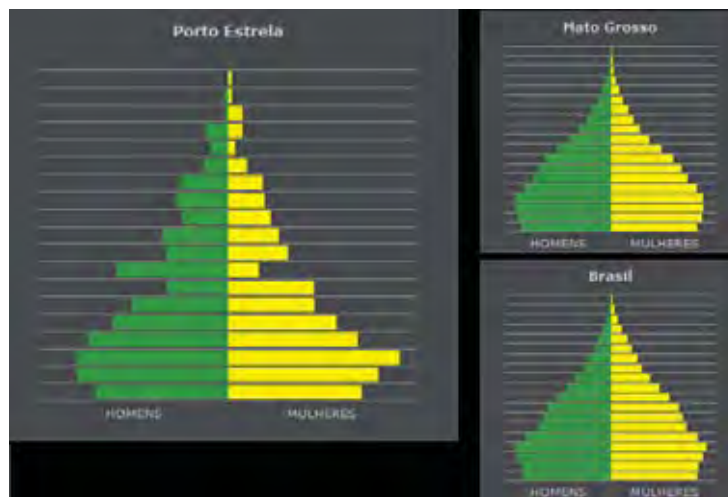 Porto Estrela
HOMENS MULHERES
Mato Grosso
HOMENS MULHERES
Brasil
HOMENS MULHERES